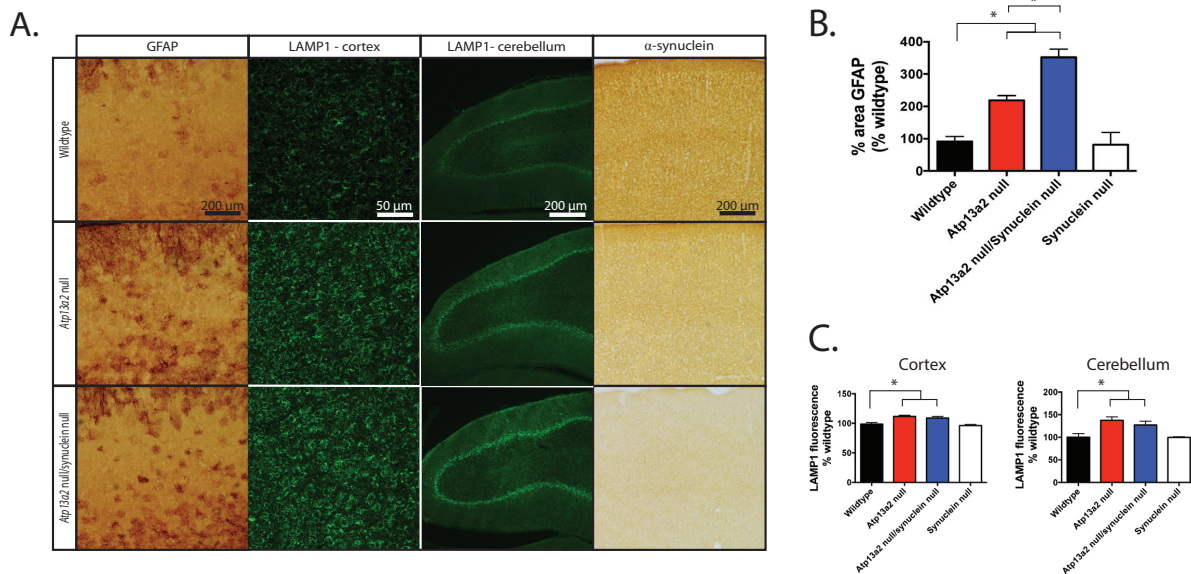 A.
GFAP
LAMP1 - cortex
LAMP1- cerebellum
α-synuclein
Wildtype
200 µm
50 µm
200 µm
200 µm
Atp13a2 null
Atp13a2 null/synuclein null
B.
*
*
% area GFAP
(% wildtype)
400
300
200
100
0
Wildtype
Atp13a2 null
Atp13a2 null/Synuclein null
Synuclein null
C.
Cortex
*
LAMP1 fluorescence
% wildtype
150
100
50
0
Wildtype
Atp13a2 null
Atp13a2 null/synuclein null
Synuclein null
Cerebellum
*
LAMP1 fluorescence
% wildtype
200
150
100
50
0
Wildtype
Atp13a2 null
Atp13a2 null/synuclein null
Synuclein null